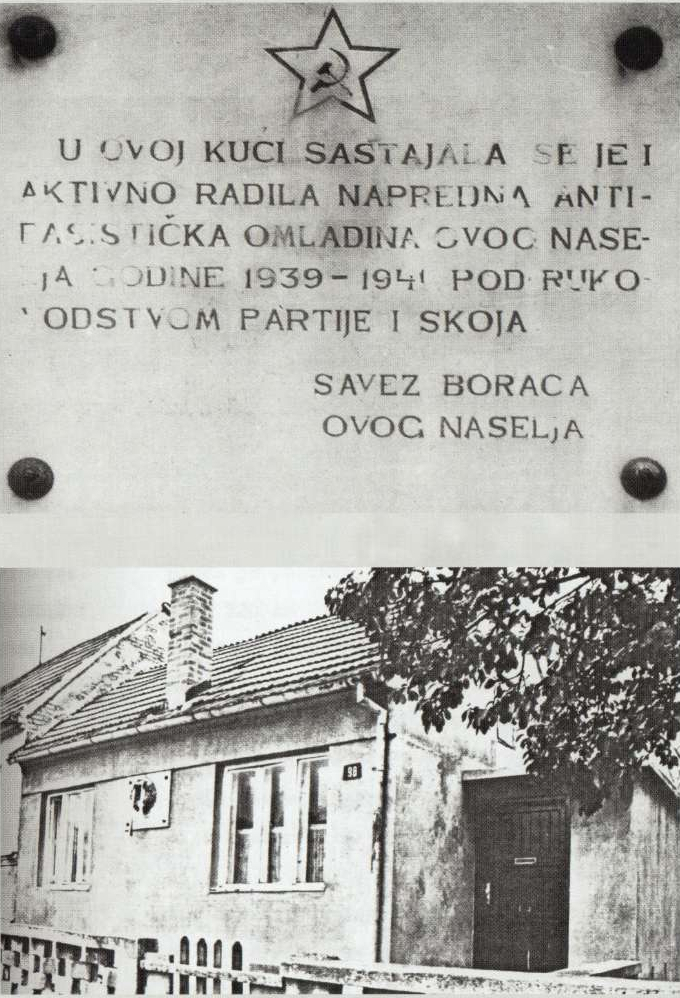 U OVOJ KUĆI SASTAJALA SE JE I
AKTIVNO RADILA NAPREDNA ANTI-
FAŠISTIČKA OMLADINA OVOG NASE-
LJA GODINE 1939-1941 POD RUKO-
VODSTVOM PARTIJE I SKOJA
SAVEZ BORACA
OVOG NASELJA
98